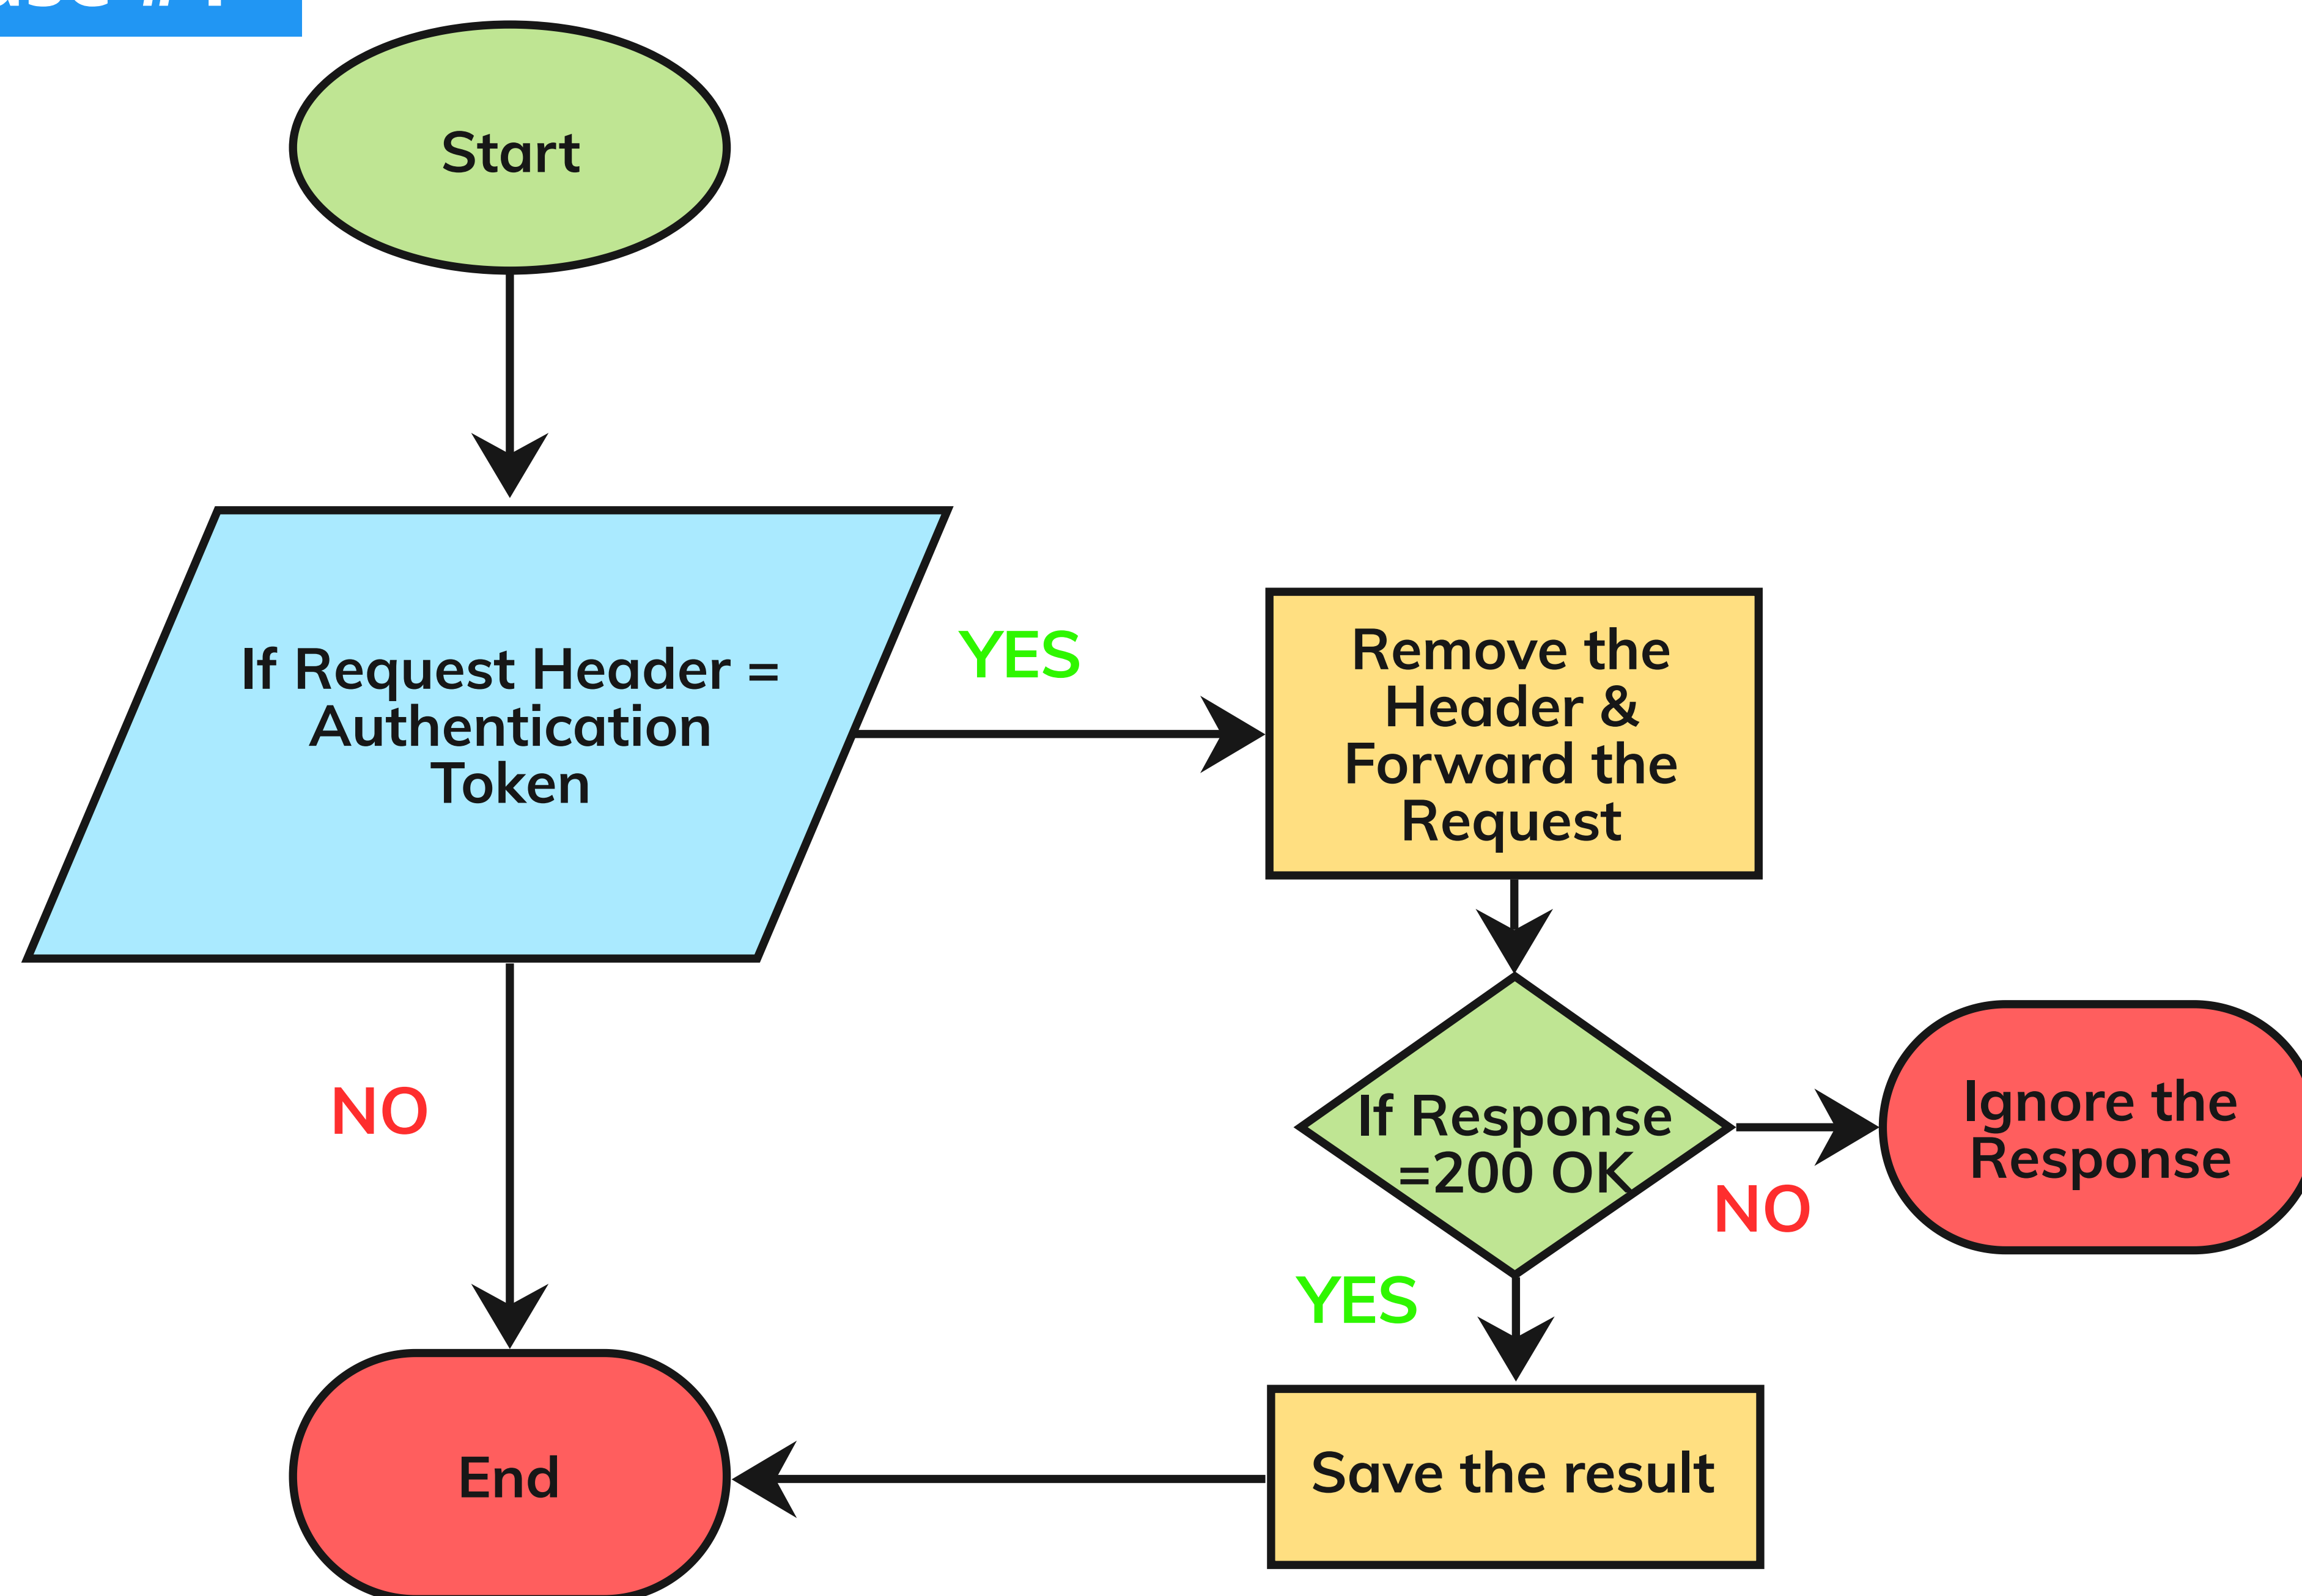 Start
If Request Header =
Authentication
Token
YES
Remove the
Header &
Forward the
Request
If Response
=200 OK
NO
Ignore the
Response
NO
YES
Save the result
End